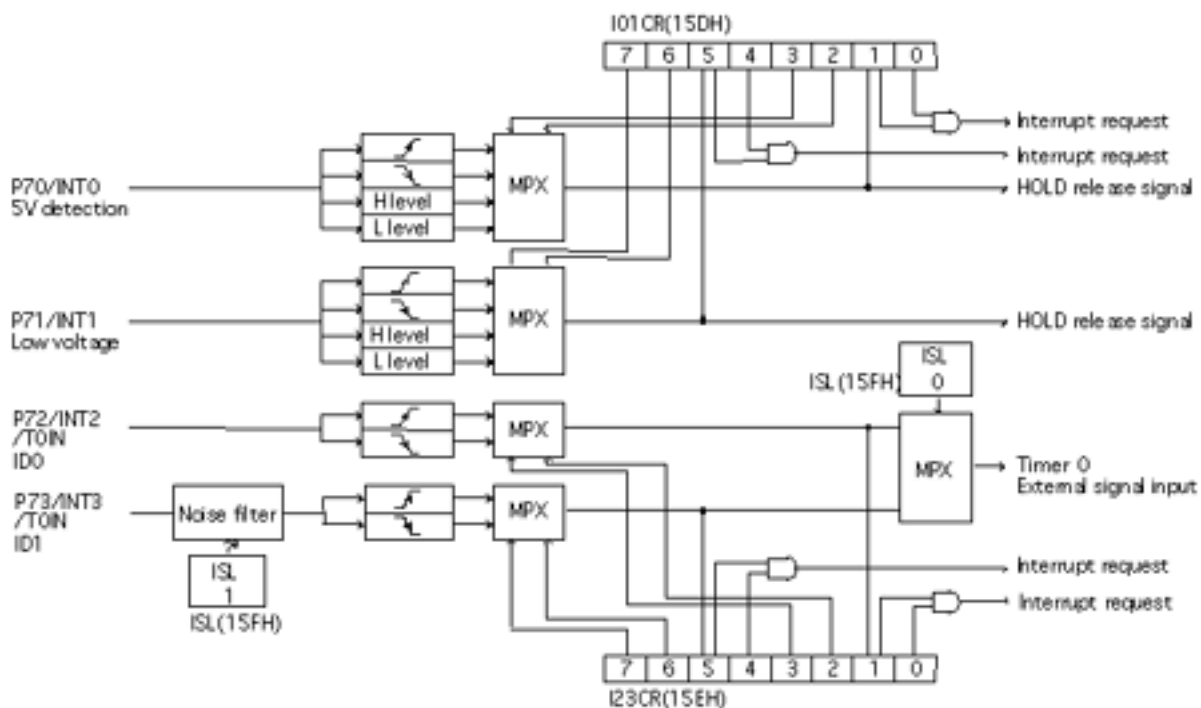 I01CR(15DH)
7 6 5 4 3 2 1 0
Interrupt request
Interrupt request
P70/INT0
5V detection
H level
L level
MPX
HOLD release signal
P71/INT1
Low voltage
H level
L level
MPX
HOLD release signal
ISL
0
ISL(15FH)
P72/INT2
/T0IN
ID0
MPX
MPX
Timer 0
External signal input
P73/INT3
/T0IN
ID1
Noise filter
MPX
ISL
1
ISL(15FH)
Interrupt request
Interrupt request
7 6 5 4 3 2 1 0
I23CR(15EH)